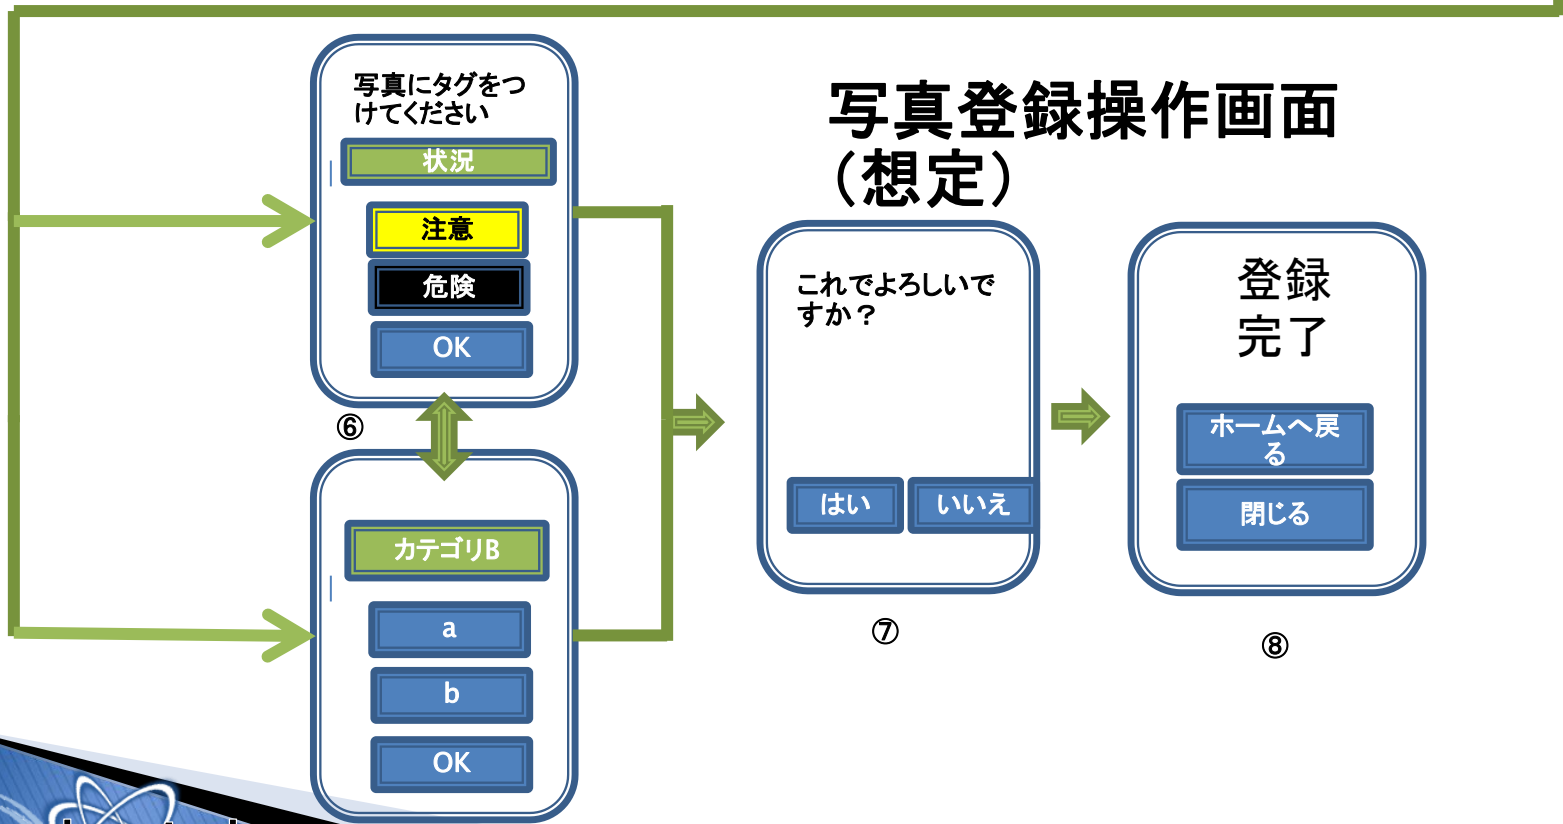 写真登録操作画面
（想定）
写真にタグをつ
けてください
状況
注意
危険
OK
⑥
カテゴリB
a
b
OK
これでよろしいで
すか？
はい
いいえ
⑦
登録
完了
ホームへ戻
る
閉じる
⑧